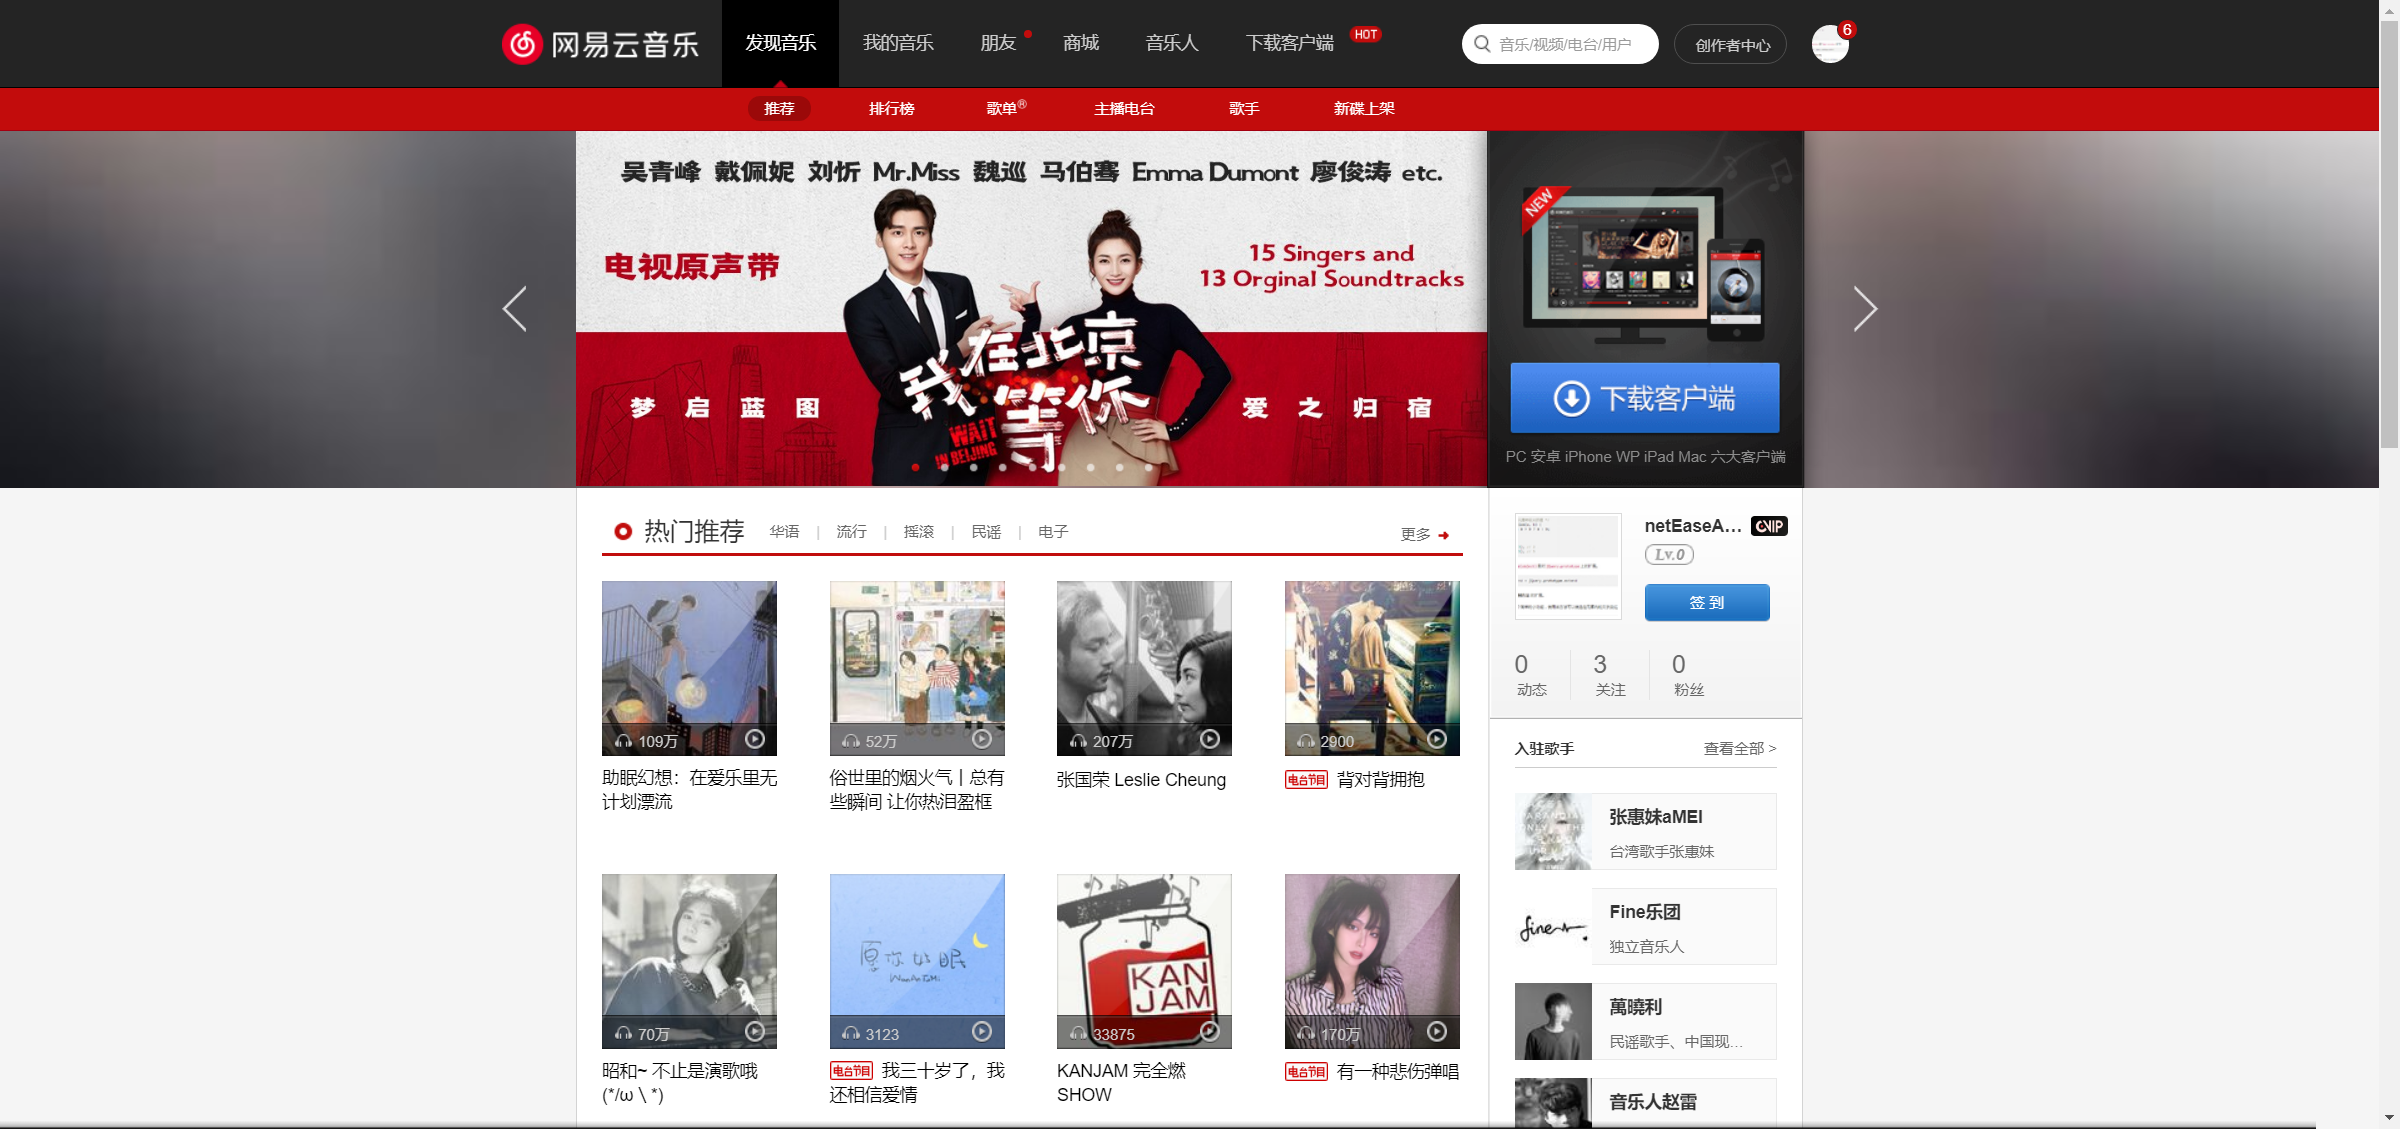 网易云音乐
发现音乐
我的音乐
朋友
商城
音乐人
下载客户端
HOT
音乐/视频/电台/用户
创作者中心
6
推荐
排行榜
歌单®
主播电台
歌手
新碟上架
吴青峰 戴佩妮 刘忻 Mr.Miss 魏巡 马伯骞 Emma Dumont 廖俊涛 etc.
电视原声带
15 Singers and
13 Orginal Soundtracks
我在北京
等你
WAIT
IN BEIJING
梦启蓝图
爱之归宿
NEW
下载客户端
PC 安卓 iPhone WP iPad Mac 六大客户端
热门推荐
华语 | 流行 | 摇滚 | 民谣 | 电子
更多
109万
52万
207万
2900
助眠幻想：在爱乐里无
计划漂流
俗世里的烟火气丨总有
些瞬间 让你热泪盈框
张国荣 Leslie Cheung
电台节目 背对背拥抱
愿你好眠
WanAnTaMi
KAN
JAM
70万
3123
33875
170万
昭和~ 不止是演歌哦
(*/ω＼*)
电台节目 我三十岁了，我
还相信爱情
KANJAM 完全燃
SHOW
电台节目 有一种悲伤弹唱
netEaseA...
VIP
Lv.0
签 到
0
动态
3
关注
0
粉丝
入驻歌手
查看全部 >
张惠妹aMEI
台湾歌手张惠妹
fine
Fine乐团
独立音乐人
萬曉利
民谣歌手、中国现...
音乐人赵雷